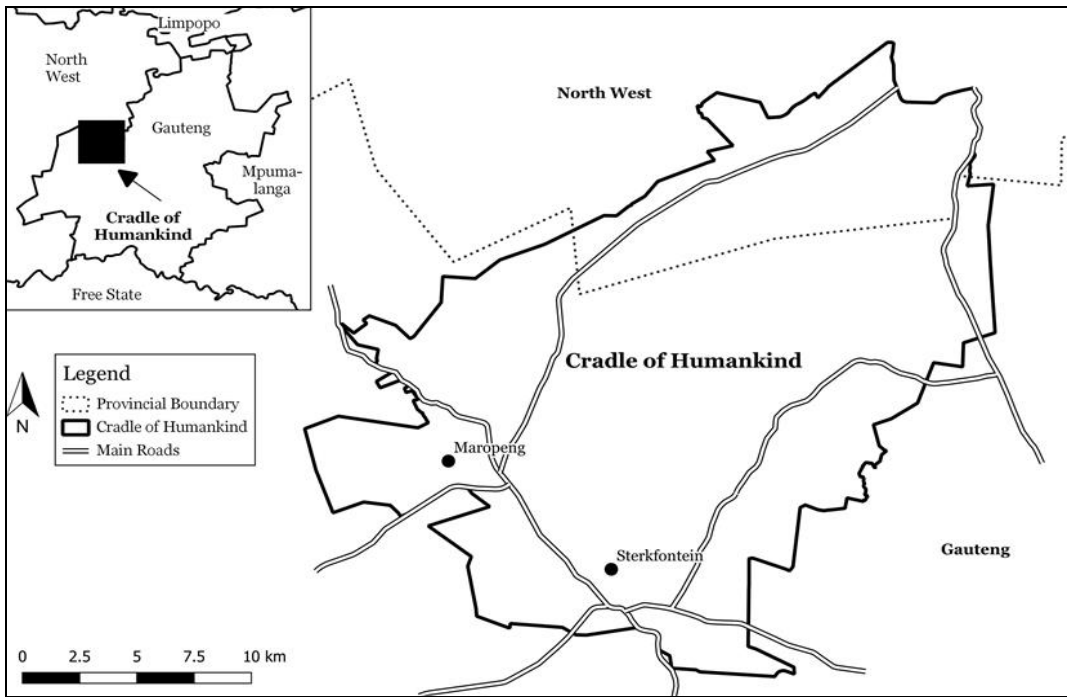 Limpopo
North
West
Gauteng
Mpuma-
langa
Cradle of
Humankind
Free State
North West
Cradle of Humankind
Legend
Provincial Boundary
Cradle of Humankind
Main Roads
N
Maropeng
Sterkfontein
Gauteng
0 2.5 5 7.5 10 km